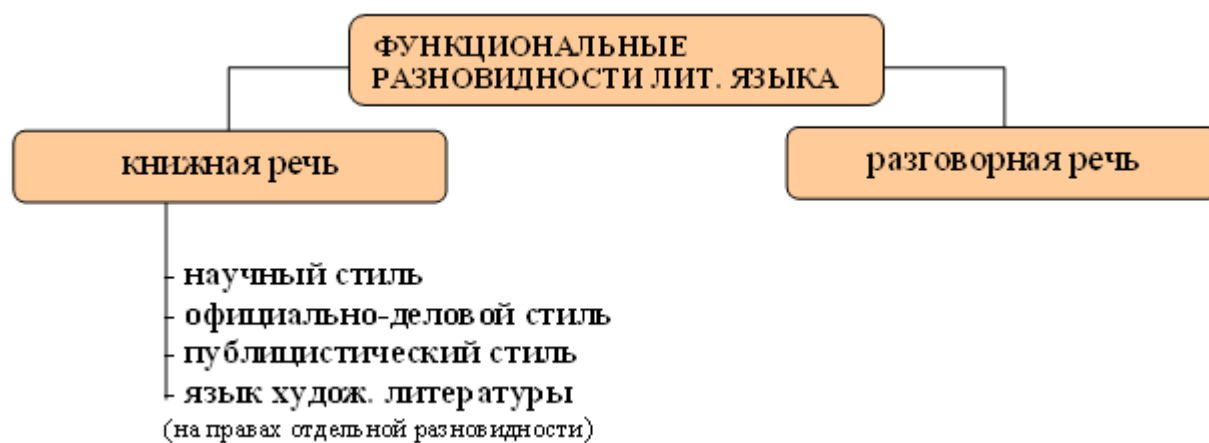 ФУНКЦИОНАЛЬНЫЕ
РАЗНОВИДНОСТИ ЛИТ. ЯЗЫКА
книжная речь
разговорная речь
- научный стиль
- официально-деловой стиль
- публицистический стиль
- язык худож. литературы
(на правах отдельной разновидности)